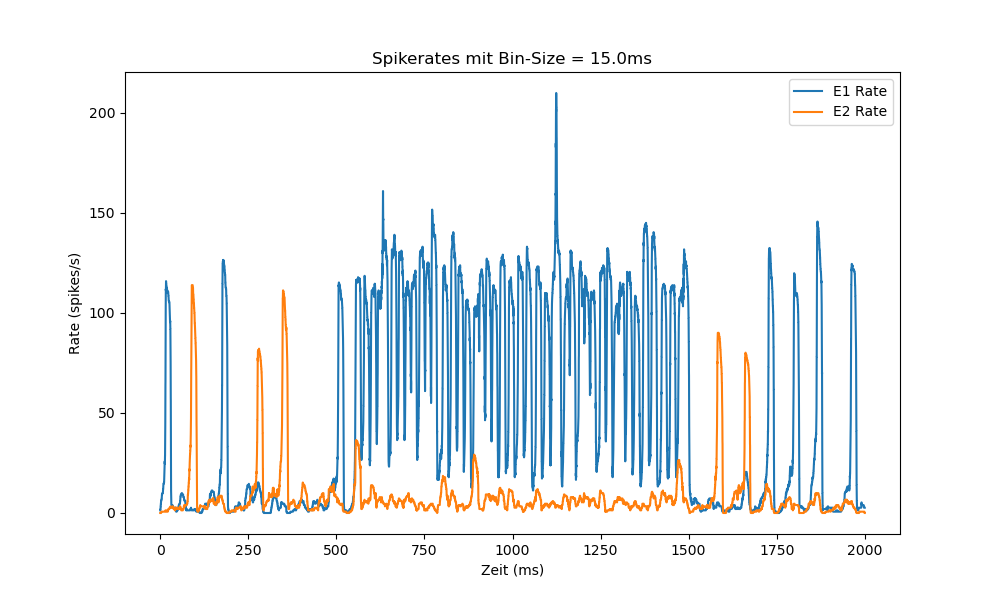 Spikerates mit Bin-Size = 15.0ms
E1 Rate
E2 Rate
Rate (spikes/s)
200
150
100
50
0
0 250 500 750 1000 1250 1500 1750 2000
Zeit (ms)